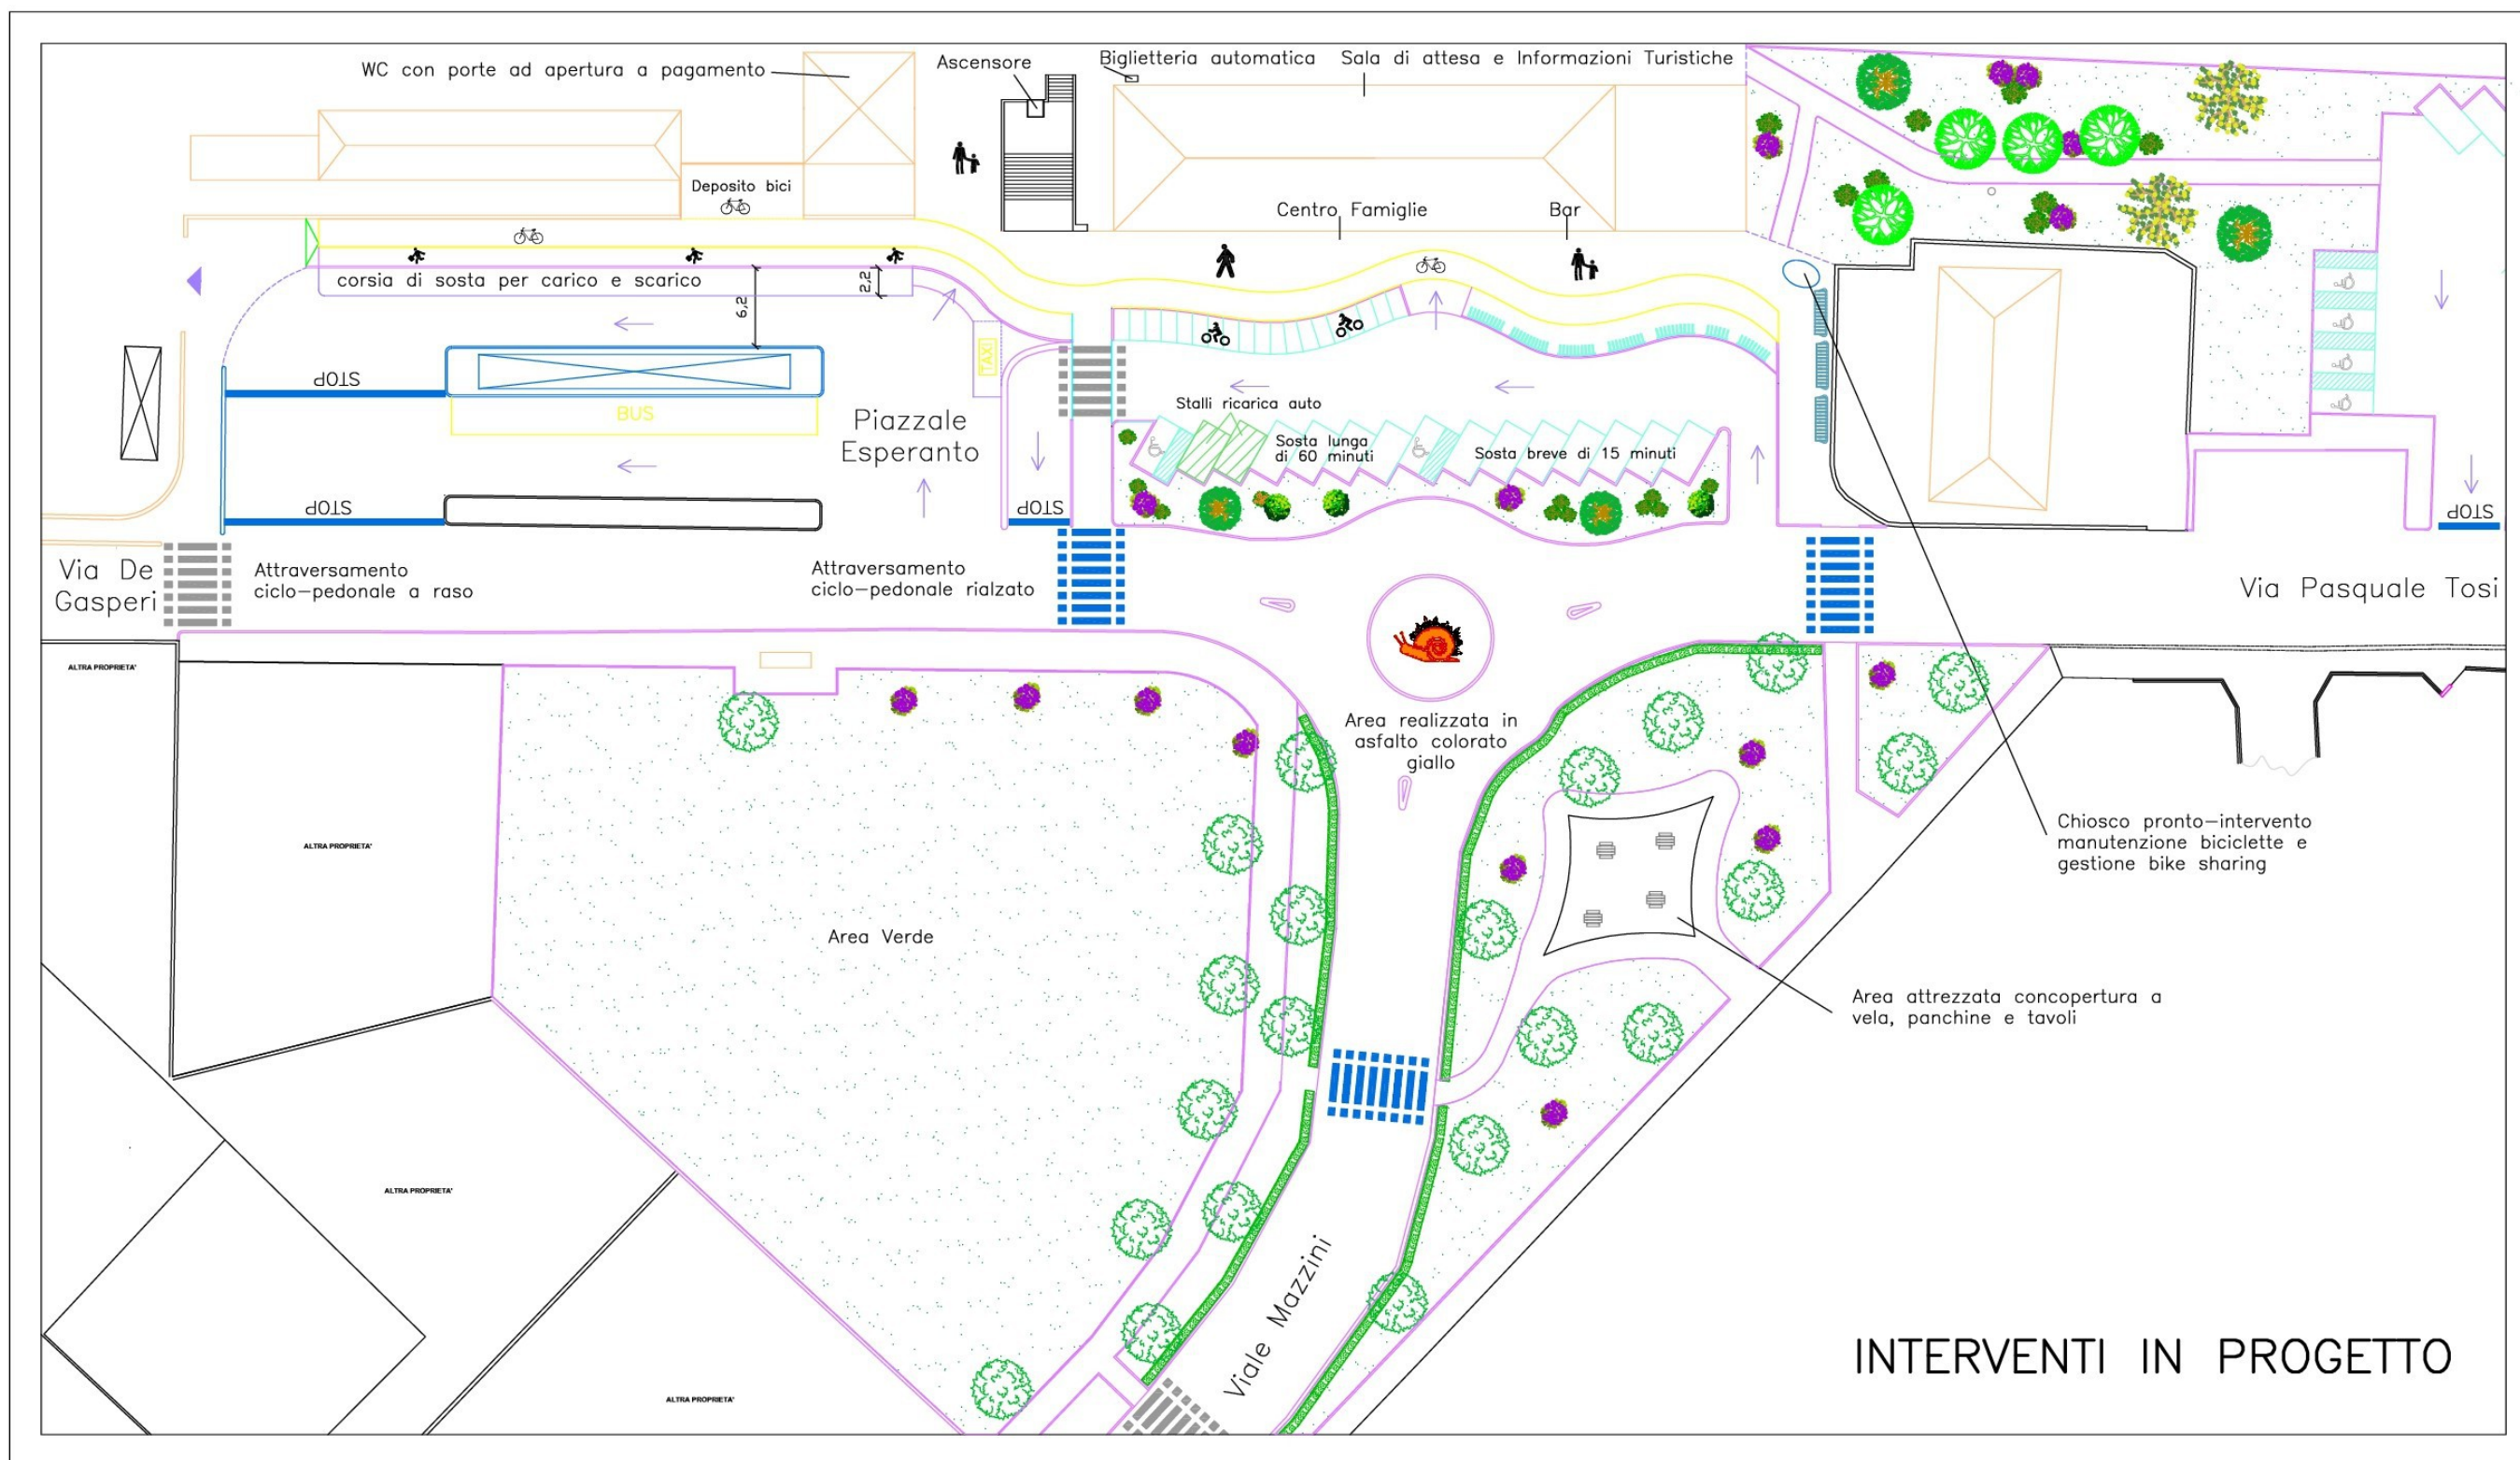 WC con porte ad apertura a pagamento
Ascensore
Biglietteria automatica
Sala di attesa e Informazioni Turistiche
Deposito bici
Centro Famiglie
Bar
corsia di sosta per carico e scarico
6,2
2,2
TAXI
STOP
BUS
Piazzale
Esperanto
Stalli ricarica auto
Sosta lunga
di 60 minuti
Sosta breve di 15 minuti
STOP
STOP
STOP
Via De
Gasperi
Attraversamento
ciclo-pedonale a raso
Attraversamento
ciclo-pedonale rialzato
Via Pasquale Tosi
ALTRA PROPRIETA'
ALTRA PROPRIETA'
Area realizzata in
asfalto colorato
giallo
Chiosco pronto-intervento
manutenzione biciclette e
gestione bike sharing
Area Verde
Area attrezzata concopertura a
vela, panchine e tavoli
ALTRA PROPRIETA'
Viale Mazzini
ALTRA PROPRIETA'
INTERVENTI IN PROGETTO